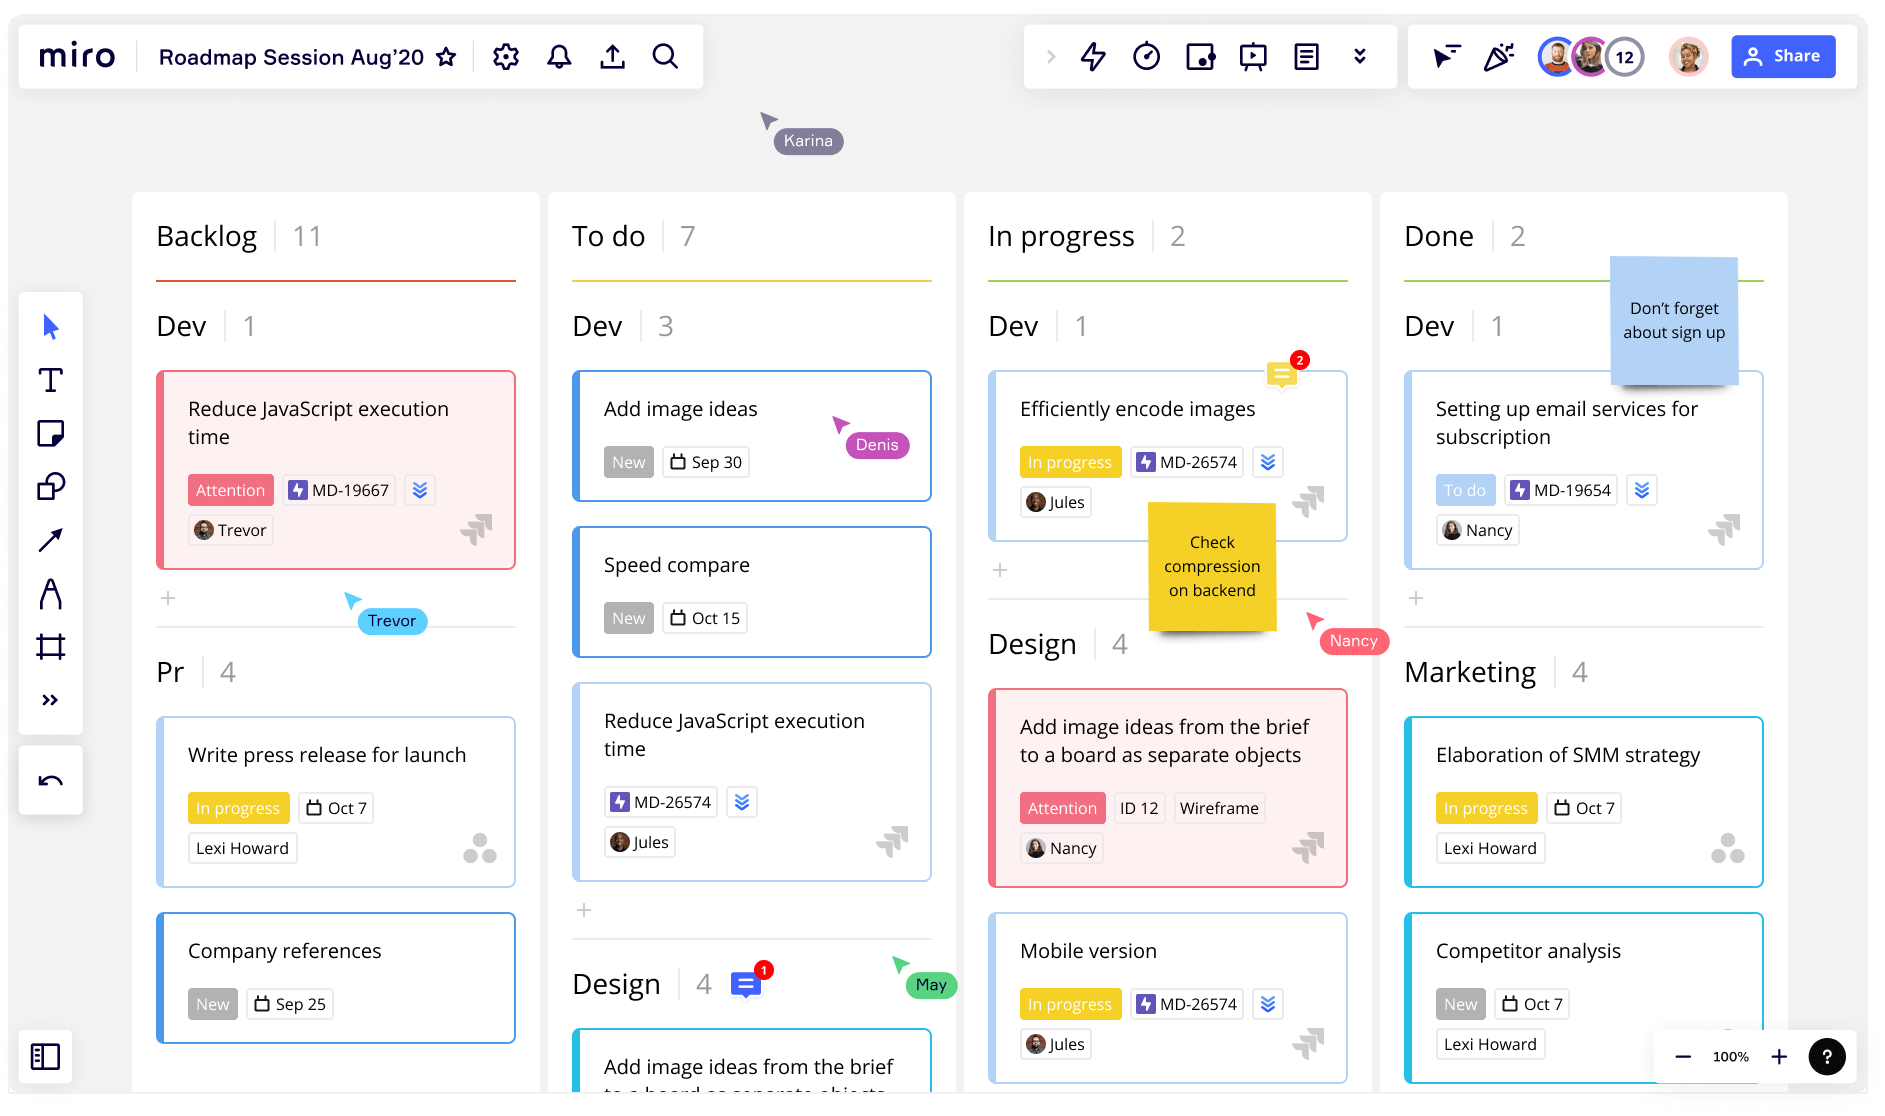 miro
Roadmap Session Aug’20
12
Share
Karina
Backlog 11
Dev 1
Reduce JavaScript execution
time
Attention MD-19667
Trevor
Trevor
Pr 4
Write press release for launch
In progress Oct 7
Lexi Howard
Company references
New Sep 25
To do 7
Dev 3
Add image ideas
New Sep 30
Denis
Speed compare
New Oct 15
Reduce JavaScript execution
time
MD-26574
Jules
Design 4
1
May
Add image ideas from the brief
to a board as separate objects
In progress 2
Dev 1
2
Efficiently encode images
In progress MD-26574
Jules
Check
compression
on backend
Nancy
Design 4
Add image ideas from the brief
to a board as separate objects
Attention ID 12 Wireframe
Nancy
Mobile version
In progress MD-26574
Jules
Done 2
Don’t forget
about sign up
Dev 1
Setting up email services for
subscription
To do MD-19654
Nancy
Marketing 4
Elaboration of SMM strategy
In progress Oct 7
Lexi Howard
Competitor analysis
New Oct 7
Lexi Howard
100%
?